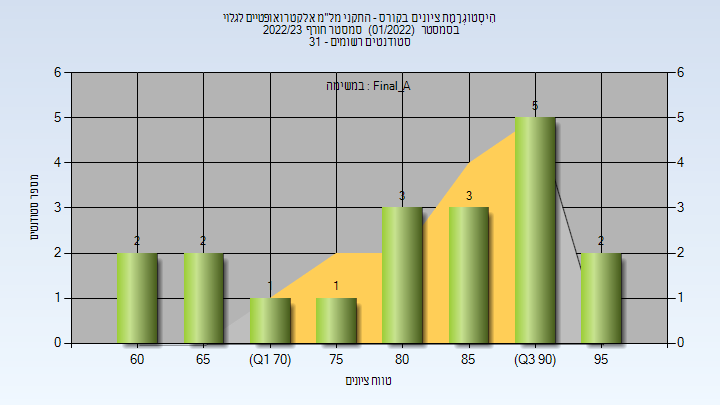 היסטוגרמת ציונים בקורס - התקני מל"מ אלקטרואופטיים לגלוי
בסמסטר (01/2022) סמסטר חורף 2022/23
סטודנטים רשומים - 31
במשימה : Final_A
מספר סטודנטים
6 6
5 5
4 4
3 3
2 2
1 1
0 0
2 2 1 1 3 3 5 2
60 65 (Q1 70) 75 80 85 (Q3 90) 95
טווח ציונים